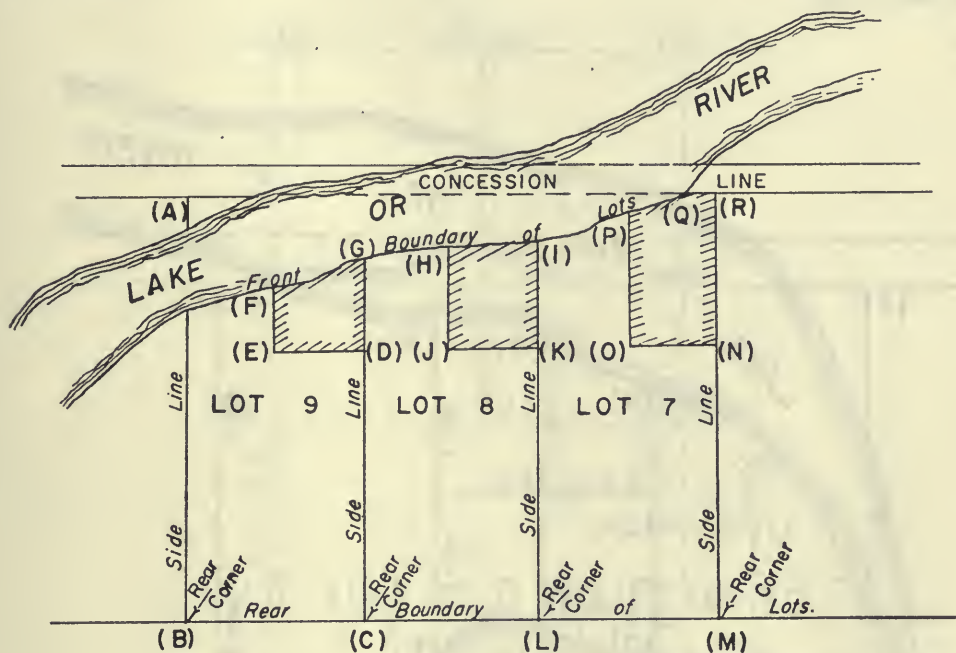 RIVER
CONCESSION LINE
(A) OR Lots (Q) (R)
(G) Boundary of (I) (P)
LAKE (H)
Front
(F)
(E) (D) (J) (K) (O) (N)
LOT 9 LOT 8 LOT 7
Line Line Line Line
Side Side Side Side
Rear Corner Rear Corner Rear Corner Rear Corner
Rear Boundary of Lots.
(B) (C) (L) (M)